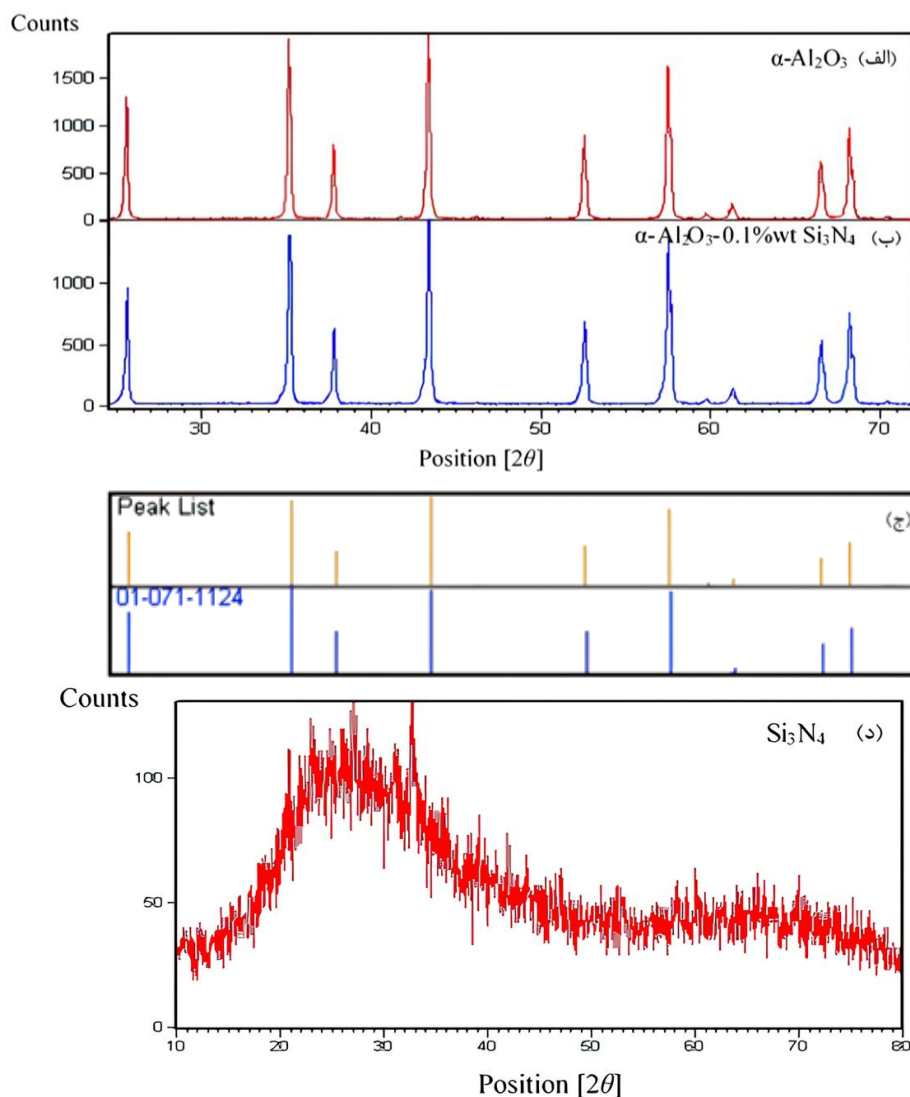 Counts
α-Al₂O₃ (الف)
1500
1000
500
0
α-Al₂O₃-0.1%wt Si₃N₄ (ب)
1000
500
0
30 40 50 60 70
Position [2θ]
Peak List (ج)
01-071-1124
Counts
Si₃N₄ (د)
100
50
0
10 20 30 40 50 60 70 80
Position [2θ]